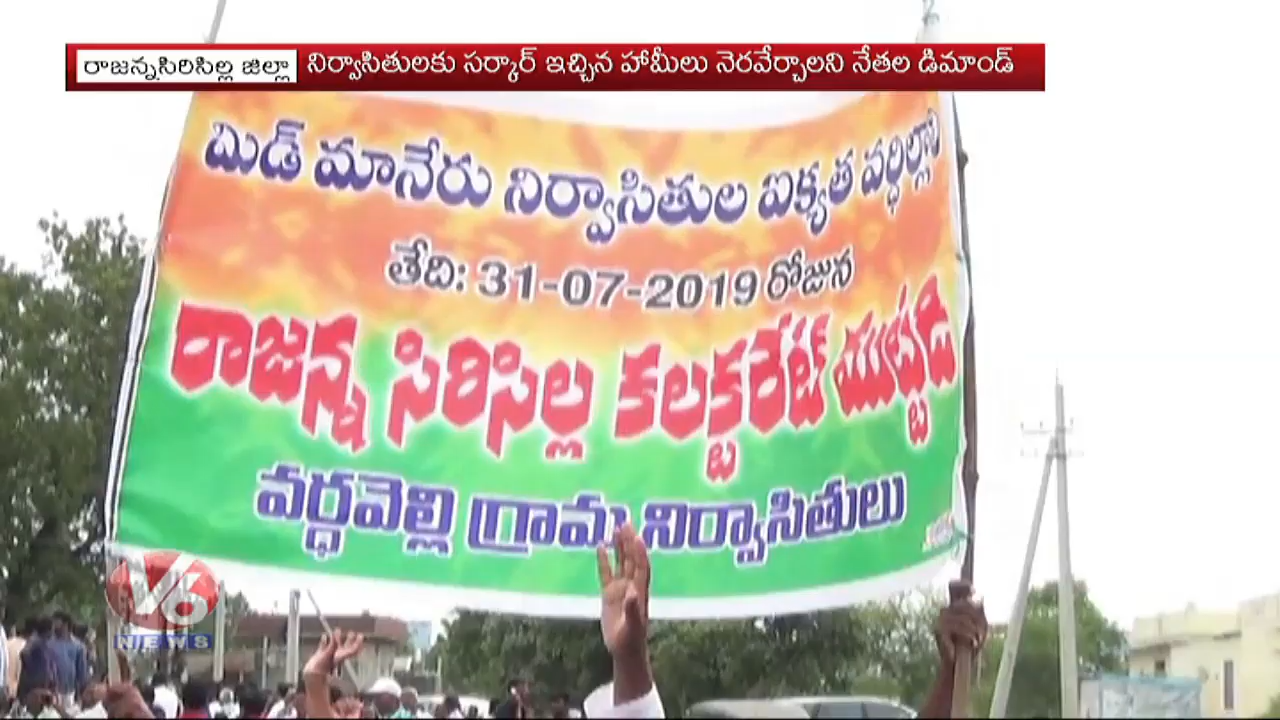 రాజన్నసిరిసిల్ల జిల్లా నిర్వాసితులకు సర్కార్ ఇచ్చిన హామీలు నెరవేర్చాలని నేతల డిమాండ్
మిడ్ మానేరు నిర్వాసితుల ఐక్యత వర్ధిల్లాలి
తేది: 31-07-2019 రోజున
రాజన్న సిరిసిల్ల కలక్టరేట్ ముట్టడి
వర్ధవెల్లి గ్రామ నిర్వాసితులు
V6
NEWS